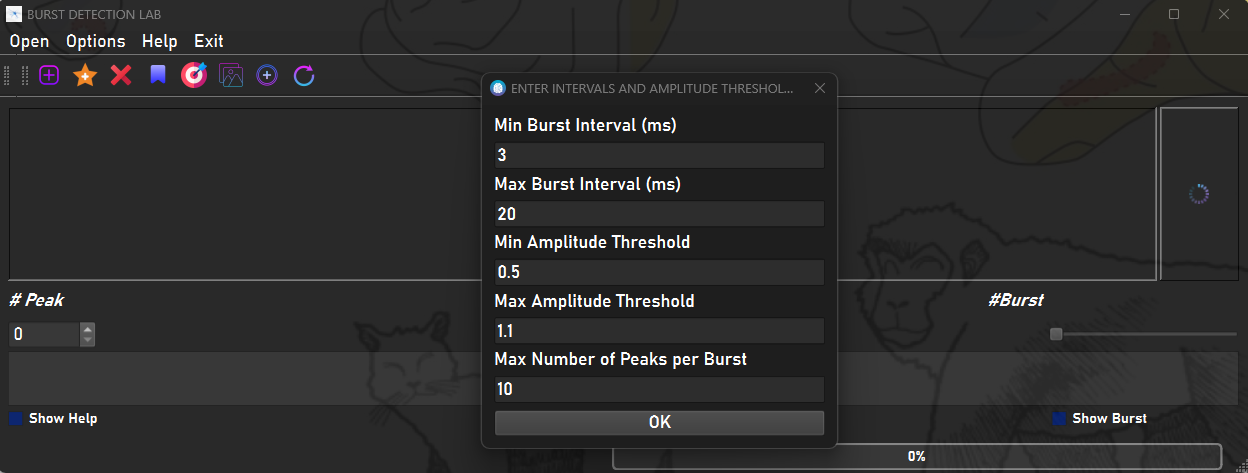 BURST DETECTION LAB
Open Options Help Exit
ENTER INTERVALS AND AMPLITUDE THRESHOL...
Min Burst Interval (ms)
3
Max Burst Interval (ms)
20
Min Amplitude Threshold
0.5
Max Amplitude Threshold
1.1
Max Number of Peaks per Burst
10
OK
# Peak
#Burst
0
Show Help
Show Burst
0%